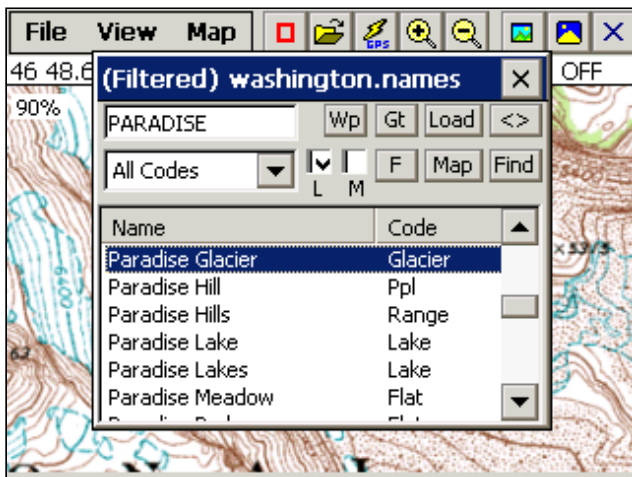 File View Map GPS
46 48.6 OFF
(Filtered) washington.names
90%
PARADISE Wp Gt Load <>
All Codes L M F Map Find
Name Code
Paradise Glacier Glacier
Paradise Hill Ppl
Paradise Hills Range
Paradise Lake Lake
Paradise Lakes Lake
Paradise Meadow Flat
6400
5400